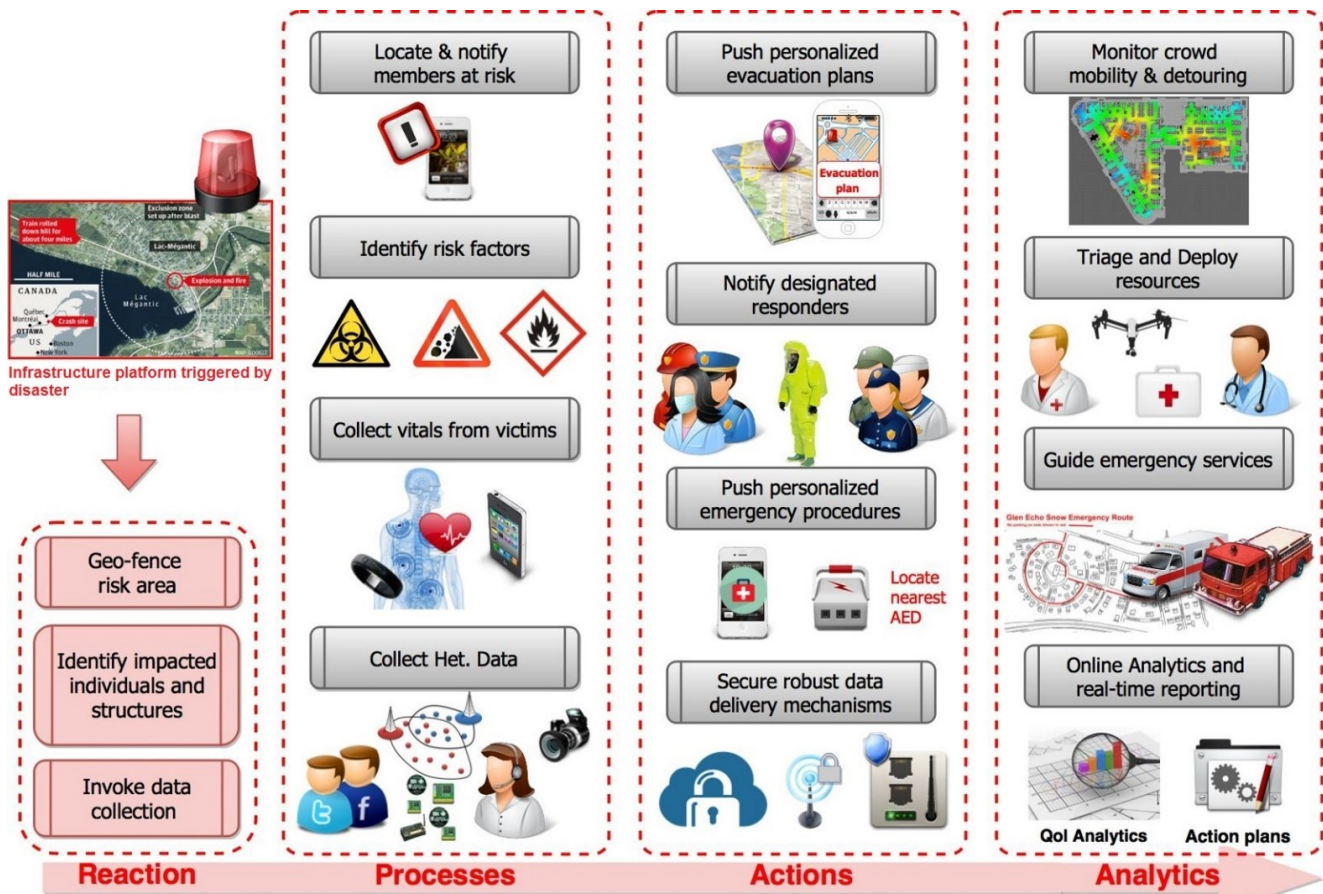 Train rolled
down hill for
about four miles
Exclusion zone
set up after blast
Lac-Mégantic
Explosion and fire
HALF MILE
CANADA
Lac
Mégantic
Québec
Montréal
Crash site
OTTAWA
US
Boston
New York
Infrastructure platform triggered by
disaster
Geo-fence
risk area
Identify impacted
individuals and
structures
Invoke data
collection
Reaction
Locate & notify
members at risk
Identify risk factors
Collect vitals from victims
Collect Het. Data
Processes
Push personalized
evacuation plans
Evacuation
plan
Notify designated
responders
Push personalized
emergency procedures
Locate
nearest
AED
Secure robust data
delivery mechanisms
Actions
Monitor crowd
mobility & detouring
Triage and Deploy
resources
Guide emergency services
Glen Echo Snow Emergency Route
Online Analytics and
real-time reporting
QoI Analytics
Action plans
Analytics